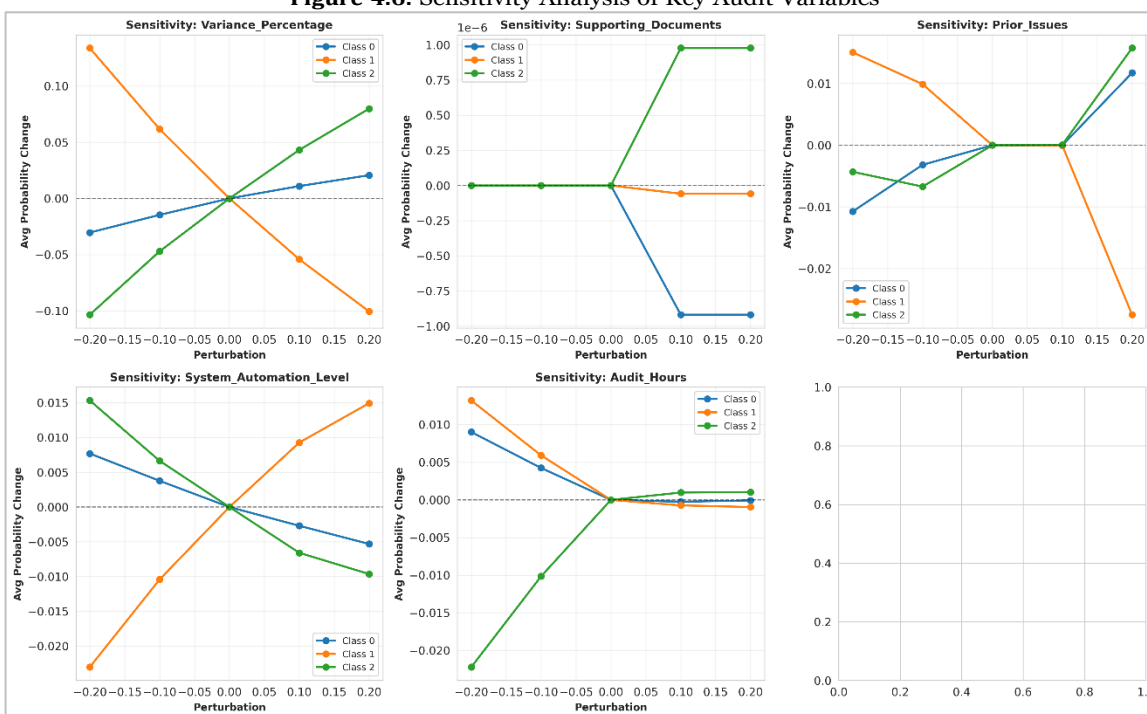 Figure 4.6: Sensitivity Analysis of Key Audit Variables
Sensitivity: Variance_Percentage
0.10
0.05
0.00
−0.05
−0.10
Avg Probability Change
Class 0
Class 1
Class 2
−0.20 −0.15 −0.10 −0.05 0.00 0.05 0.10 0.15 0.20
Perturbation
Sensitivity: Supporting_Documents
1e−6
1.00
0.75
0.50
0.25
0.00
−0.25
−0.50
−0.75
−1.00
Avg Probability Change
Class 0
Class 1
Class 2
−0.20 −0.15 −0.10 −0.05 0.00 0.05 0.10 0.15 0.20
Perturbation
Sensitivity: Prior_Issues
0.01
0.00
−0.01
−0.02
Avg Probability Change
Class 0
Class 1
Class 2
−0.20 −0.15 −0.10 −0.05 0.00 0.05 0.10 0.15 0.20
Perturbation
Sensitivity: System_Automation_Level
0.015
0.010
0.005
0.000
−0.005
−0.010
−0.015
−0.020
Avg Probability Change
Class 0
Class 1
Class 2
−0.20 −0.15 −0.10 −0.05 0.00 0.05 0.10 0.15 0.20
Perturbation
Sensitivity: Audit_Hours
0.010
0.005
0.000
−0.005
−0.010
−0.015
−0.020
Avg Probability Change
Class 0
Class 1
Class 2
−0.20 −0.15 −0.10 −0.05 0.00 0.05 0.10 0.15 0.20
Perturbation
1.0
0.8
0.6
0.4
0.2
0.0
0.0 0.2 0.4 0.6 0.8